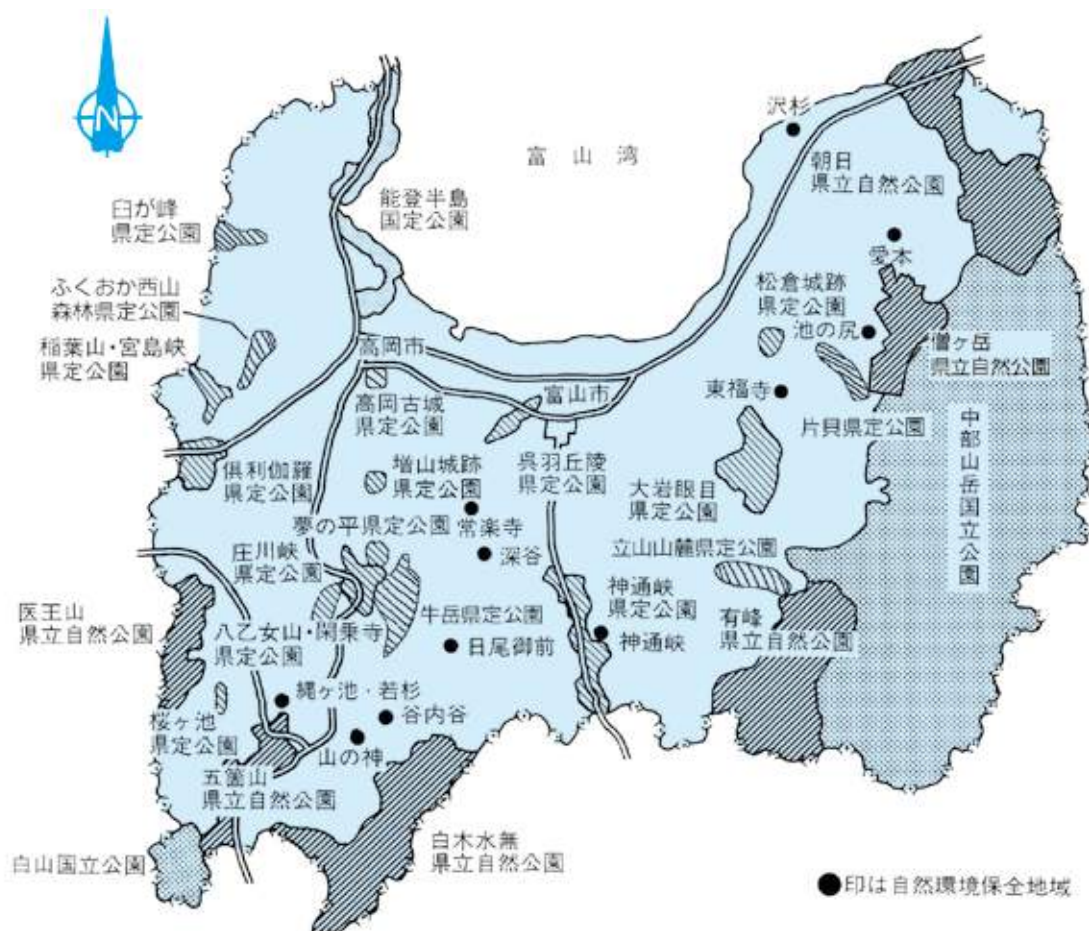 N
沢杉
富山湾
朝日
県立自然公園
能登半島
国定公園
臼が峰
県定公園
愛本
松倉城跡
県定公園
ふくおか西山
森林県定公園
池の尻
稲葉山・宮島峡
県定公園
高岡市
僧ヶ岳
県立自然公園
富山市
東福寺
高岡古城
県定公園
片貝県定公園
中部山岳国立公園
倶利伽羅
県定公園
増山城跡
県定公園
呉羽丘陵
県定公園
大岩眼目
県定公園
夢の平県定公園
常楽寺
庄川峡
県定公園
深谷
立山山麓県定公園
医王山
県立自然公園
神通峡
県定公園
有峰
県立自然公園
牛岳県定公園
八乙女山・閑乗寺
県定公園
日尾御前
神通峡
縄ヶ池・若杉
谷内谷
桜ヶ池
県定公園
山の神
五箇山
県立自然公園
白山国立公園
白木水無
県立自然公園
●印は自然環境保全地域